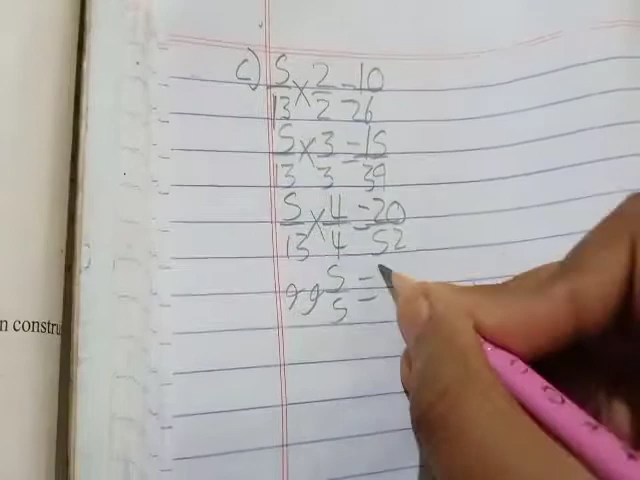 c) 5/13 × 2/2 = 10/26
5/13 × 3/3 = 15/39
5/13 × 4/4 = 20/52
,, 5/5 =
n constru